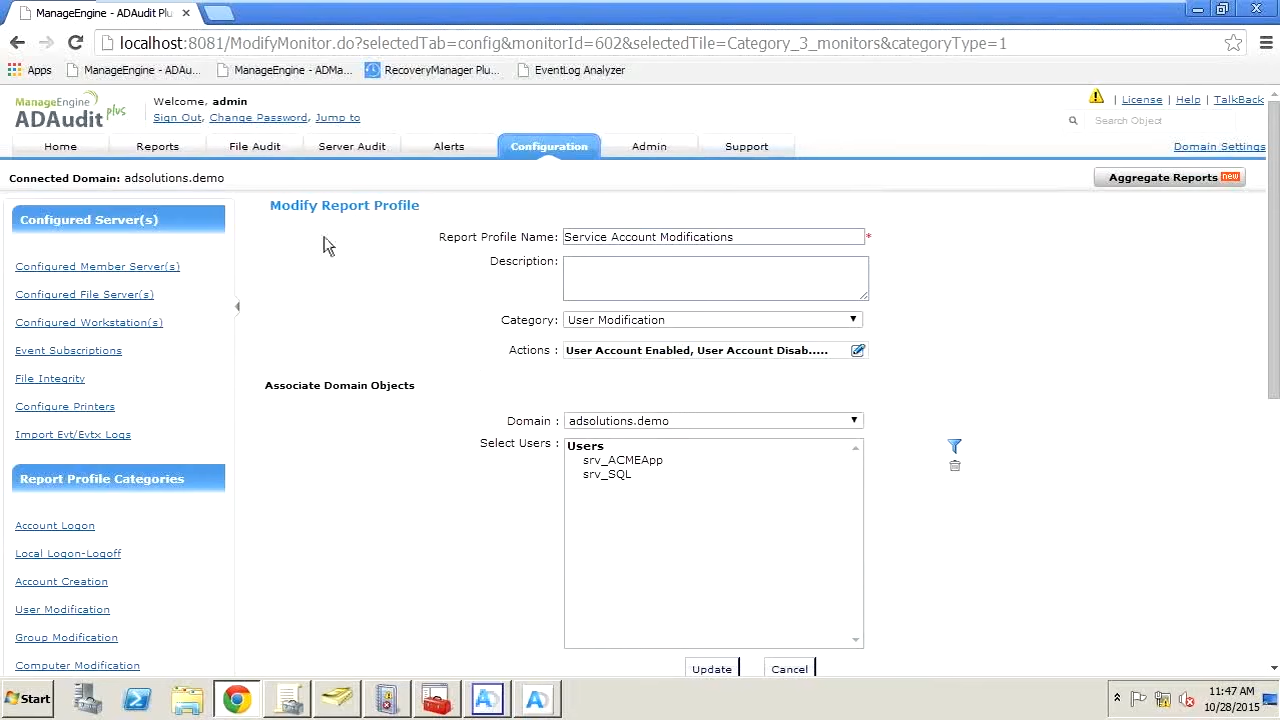 ManageEngine - ADAudit Plu
localhost:8081/ModifyMonitor.do?selectedTab=config&monitorId=602&selectedTile=Category_3_monitors&categoryType=1
Apps ManageEngine - ADAu... ManageEngine - ADMa... RecoveryManager Plu... EventLog Analyzer
ManageEngine
ADAudit plus
Welcome, admin
Sign Out, Change Password, Jump to
| License | Help | TalkBack
Search Object
Home Reports File Audit Server Audit Alerts Configuration Admin Support Domain Settings
Connected Domain: adsolutions.demo
Aggregate Reports new
Configured Server(s)
Configured Member Server(s)
Configured File Server(s)
Configured Workstation(s)
Event Subscriptions
File Integrity
Configure Printers
Import Evt/Evtx Logs
Report Profile Categories
Account Logon
Local Logon-Logoff
Account Creation
User Modification
Group Modification
Computer Modification
Modify Report Profile
Report Profile Name: Service Account Modifications *
Description:
Category: User Modification
Actions : User Account Enabled, User Account Disab.....
Associate Domain Objects
Domain : adsolutions.demo
Select Users : Users
srv_ACMEApp
srv_SQL
Update Cancel
Start
11:47 AM
10/28/2015